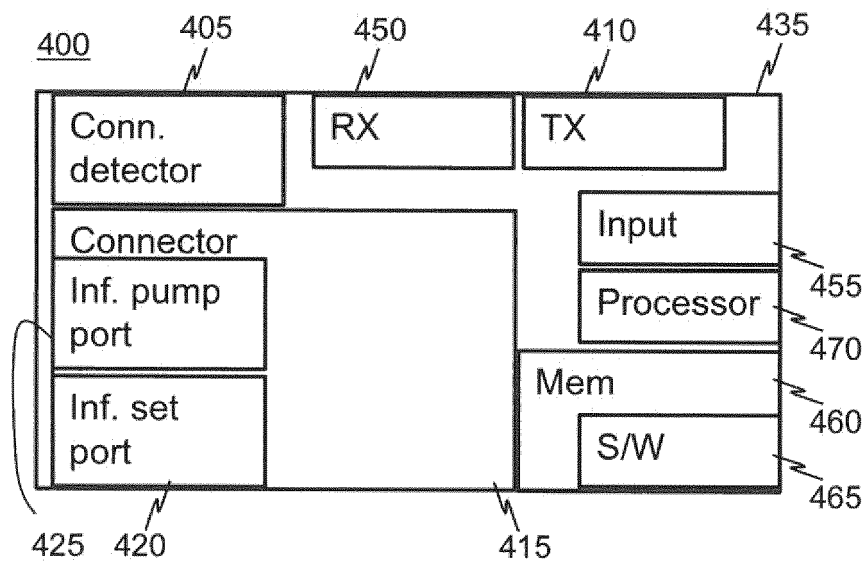 400
405
450
410
435
Conn.
detector
RX
TX
Connector
Input
455
Inf. pump
port
Processor
470
Inf. set
port
Mem
460
S/W
465
425
420
415